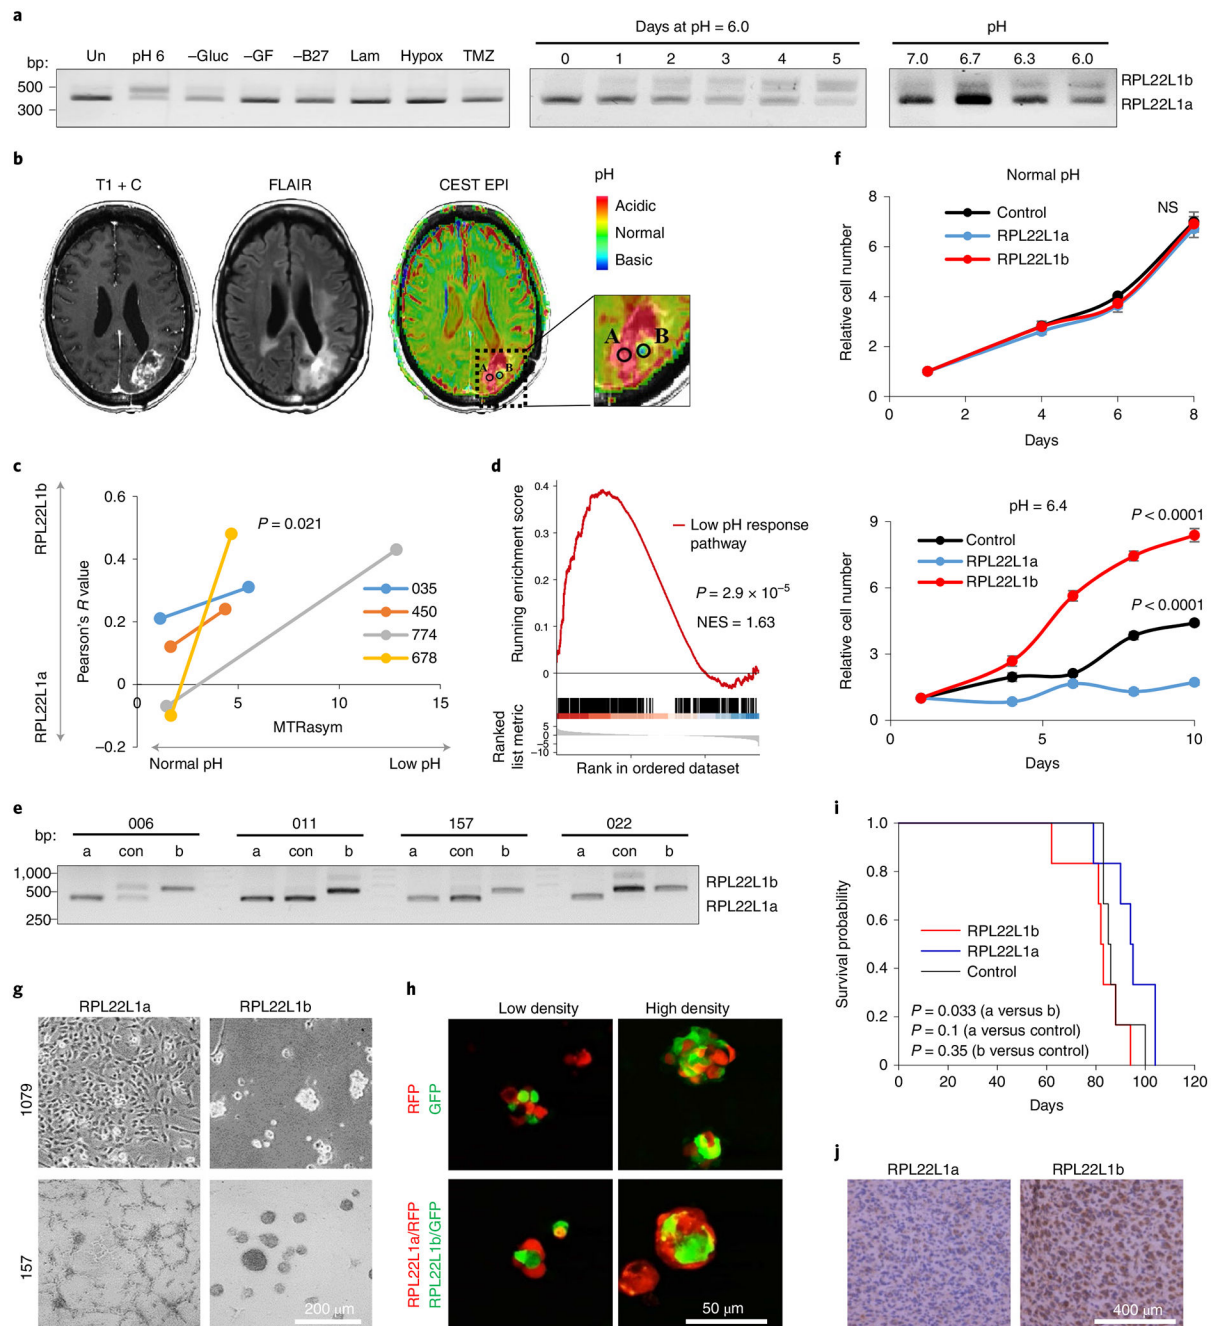 a
Days at pH = 6.0
pH
bp:
Un pH 6 –Gluc –GF –B27 Lam Hypox TMZ
0 1 2 3 4 5
7.0 6.7 6.3 6.0
500
300
RPL22L1b
RPL22L1a
b
T1 + C
FLAIR
CEST EPI
pH
Acidic
Normal
Basic
A B
A B
f
Normal pH
Control
RPL22L1a
RPL22L1b
NS
Relative cell number
8
6
4
2
0
0 2 4 6 8
Days
pH = 6.4
Control
RPL22L1a
RPL22L1b
P < 0.0001
P < 0.0001
Relative cell number
9
6
3
0
0 5 10
Days
c
RPL22L1b
RPL22L1a
Pearson's R value
0.6
0.4
0.2
0
–0.2
P = 0.021
035
450
774
678
0 5 10 15
MTRasym
Normal pH
Low pH
d
Running enrichment score
0.4
0.3
0.2
0.1
0
Low pH response
pathway
P = 2.9 × 10⁻⁵
NES = 1.63
Ranked
list metric
5
0
–5
–10
Rank in ordered dataset
e
006 011 157 022
bp:
a con b a con b a con b a con b
1,000
500
250
RPL22L1b
RPL22L1a
g
RPL22L1a
RPL22L1b
1079
157
200 μm
h
Low density
High density
RFP
GFP
RPL22L1a/RFP
RPL22L1b/GFP
50 μm
i
Survival probability
1.0
0.8
0.6
0.4
0.2
0
RPL22L1b
RPL22L1a
Control
P = 0.033 (a versus b)
P = 0.1 (a versus control)
P = 0.35 (b versus control)
0 20 40 60 80 100 120
Days
j
RPL22L1a
RPL22L1b
400 μm